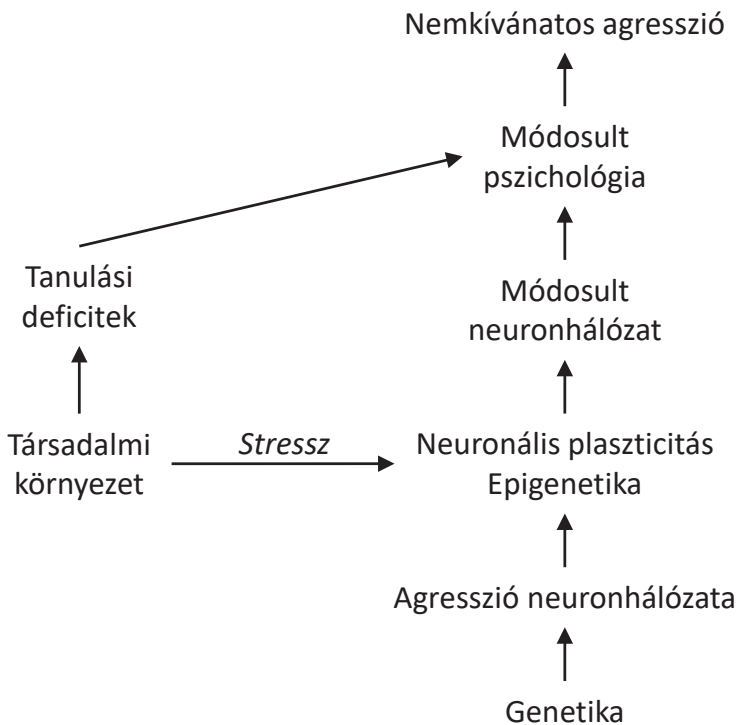 Nemkívánatos agresszió
Módosult
pszichológia
Tanulási
deficitek
Módosult
neuronhálózat
Társadalmi
környezet
Stressz
Neuronális plaszticitás
Epigenetika
Agresszió neuronhálózata
Genetika